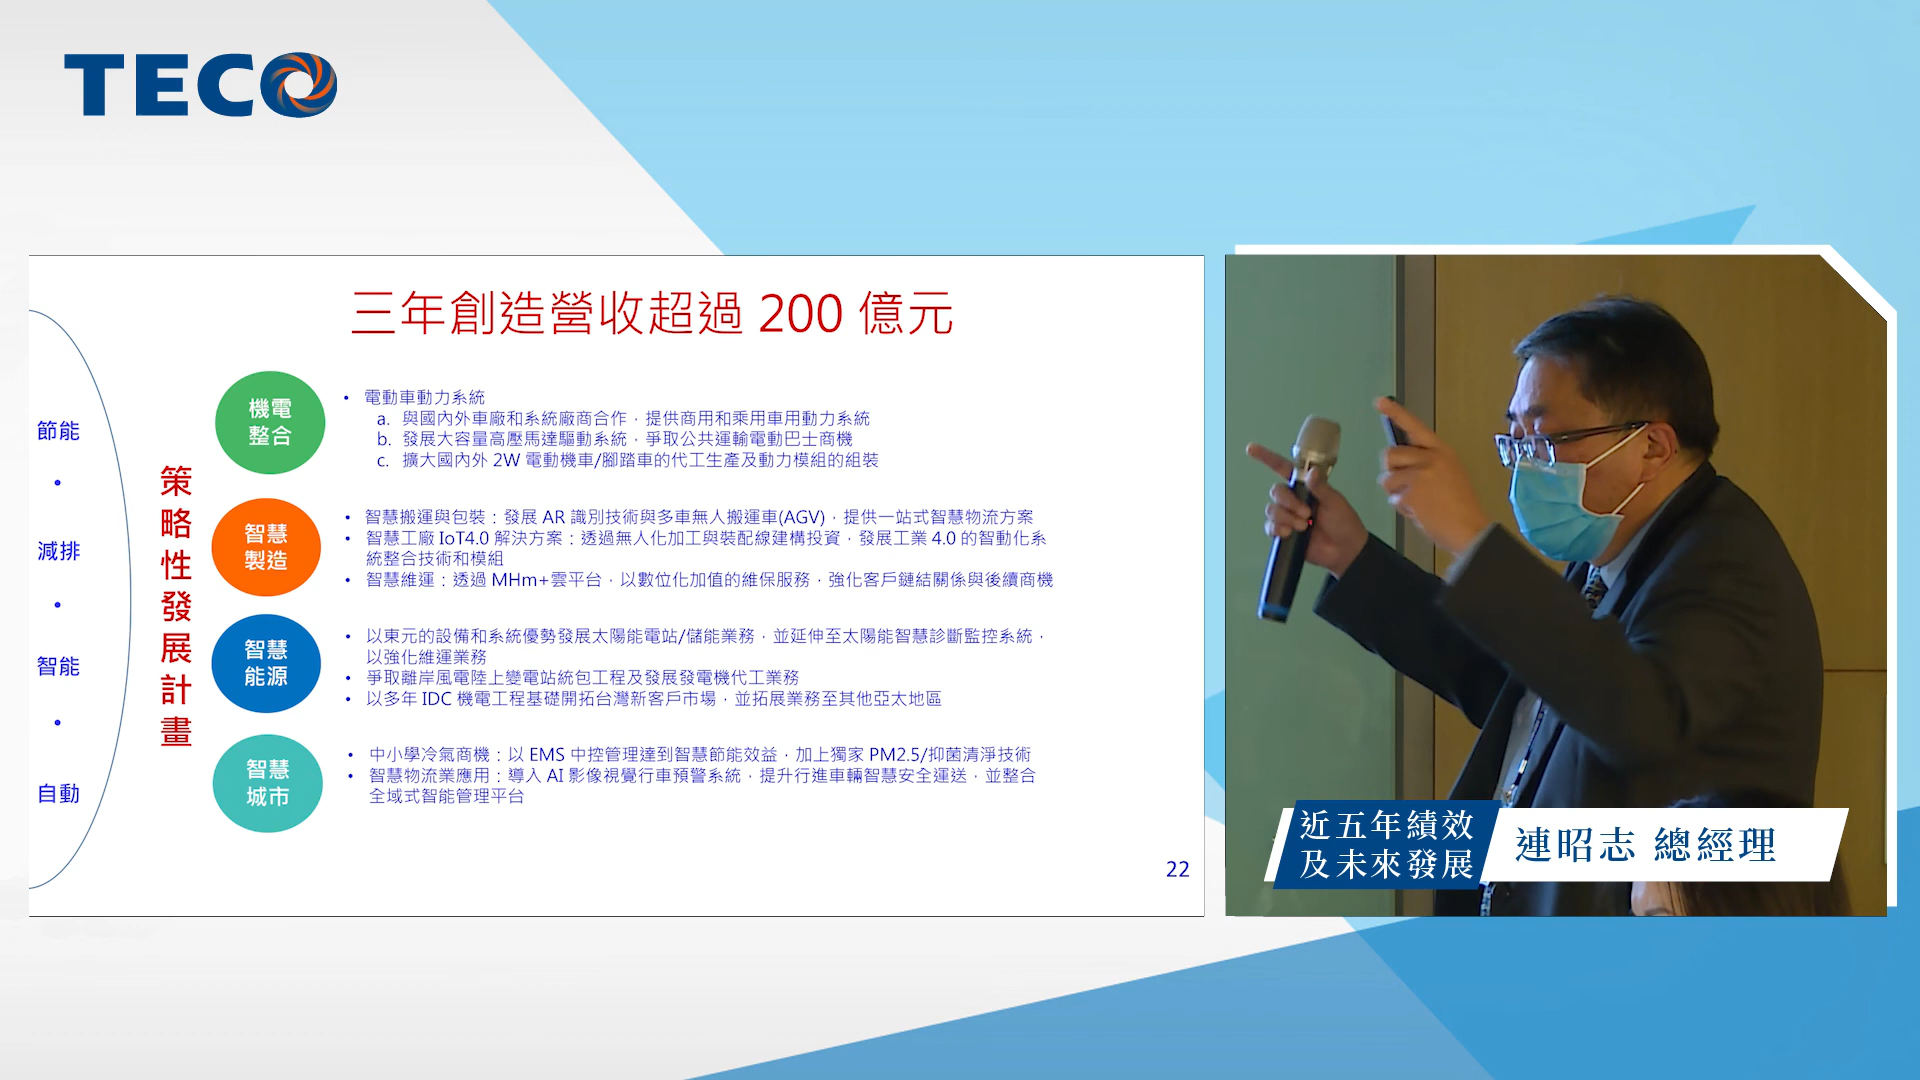 TECO
三年創造營收超過 200 億元
節能
•
減排
•
智能
•
自動
策略性發展計畫
機電
整合
• 電動車動力系統
a. 與國內外車廠和系統廠商合作，提供商用和乘用車用動力系統
b. 發展大容量高壓馬達驅動系統，爭取公共運輸電動巴士商機
c. 擴大國內外 2W 電動機車/腳踏車的代工生產及動力模組的組裝
智慧
製造
• 智慧搬運與包裝：發展 AR 識別技術與多車無人搬運車(AGV)，提供一站式智慧物流方案
• 智慧工廠 IoT4.0 解決方案：透過無人化加工與裝配線建構投資，發展工業 4.0 的智動化系
統整合技術和模組
• 智慧維運：透過 MHm+雲平台，以數位化加值的維保服務，強化客戶鏈結關係與後續商機
智慧
能源
• 以東元的設備和系統優勢發展太陽能電站/儲能業務，並延伸至太陽能智慧診斷監控系統，
以強化維運業務
• 爭取離岸風電陸上變電站統包工程及發展發電機代工業務
• 以多年 IDC 機電工程基礎開拓台灣新客戶市場，並拓展業務至其他亞太地區
智慧
城市
• 中小學冷氣商機：以 EMS 中控管理達到智慧節能效益，加上獨家 PM2.5/抑菌清淨技術
• 智慧物流業應用：導入 AI 影像視覺行車預警系統，提升行進車輛智慧安全運送，並整合
全域式智能管理平台
22
近五年績效
及未來發展
連昭志 總經理